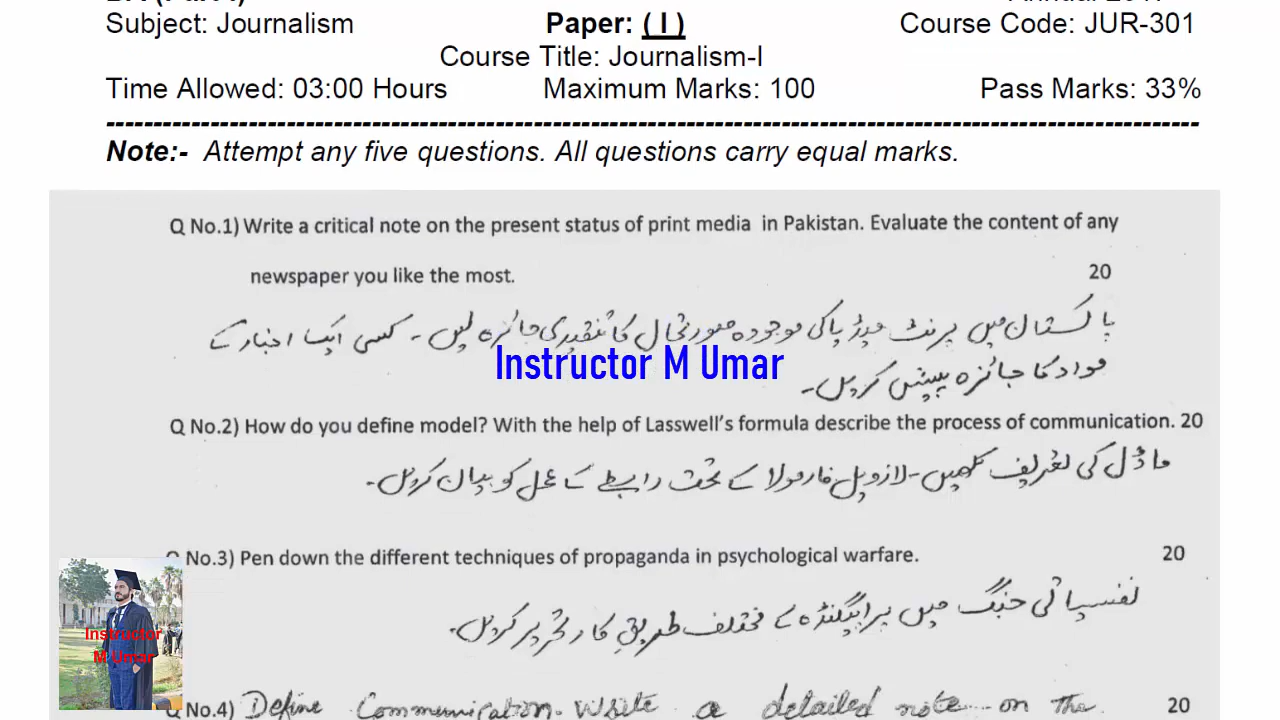 Subject: Journalism Paper: ( I ) Course Code: JUR-301
Course Title: Journalism-I
Time Allowed: 03:00 Hours Maximum Marks: 100 Pass Marks: 33%
Note:- Attempt any five questions. All questions carry equal marks.
Q No.1) Write a critical note on the present status of print media in Pakistan. Evaluate the content of any
newspaper you like the most. 20
پاکستان میں پرنٹ میڈیا کی موجودہ صورتحال کا تنقیدی جائزہ لیں۔ کسی ایک اخبار کے
Instructor M Umar
مواد کا جائزہ پیش کریں۔
Q No.2) How do you define model? With the help of Lasswell's formula describe the process of communication. 20
ماڈل کی تعریف لکھیں۔ لازویل فارمولا کے تحت رابطے کے عمل کو بیان کریں۔
Q No.3) Pen down the different techniques of propaganda in psychological warfare. 20
نفسیاتی جنگ میں پراپیگنڈہ کے مختلف طریق کار تحریر کریں۔
Instructor
M Umar
Q No.4) Define Communication. Write a detailed note on the 20